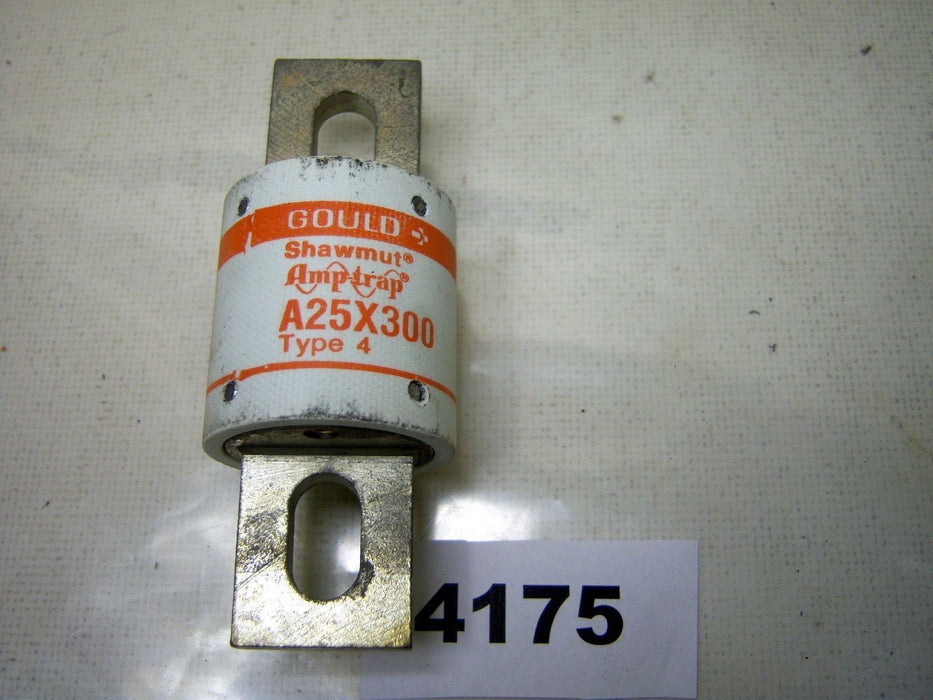 GOULD
Shawmut®
Amp-trap®
A25X300
Type 4
4175